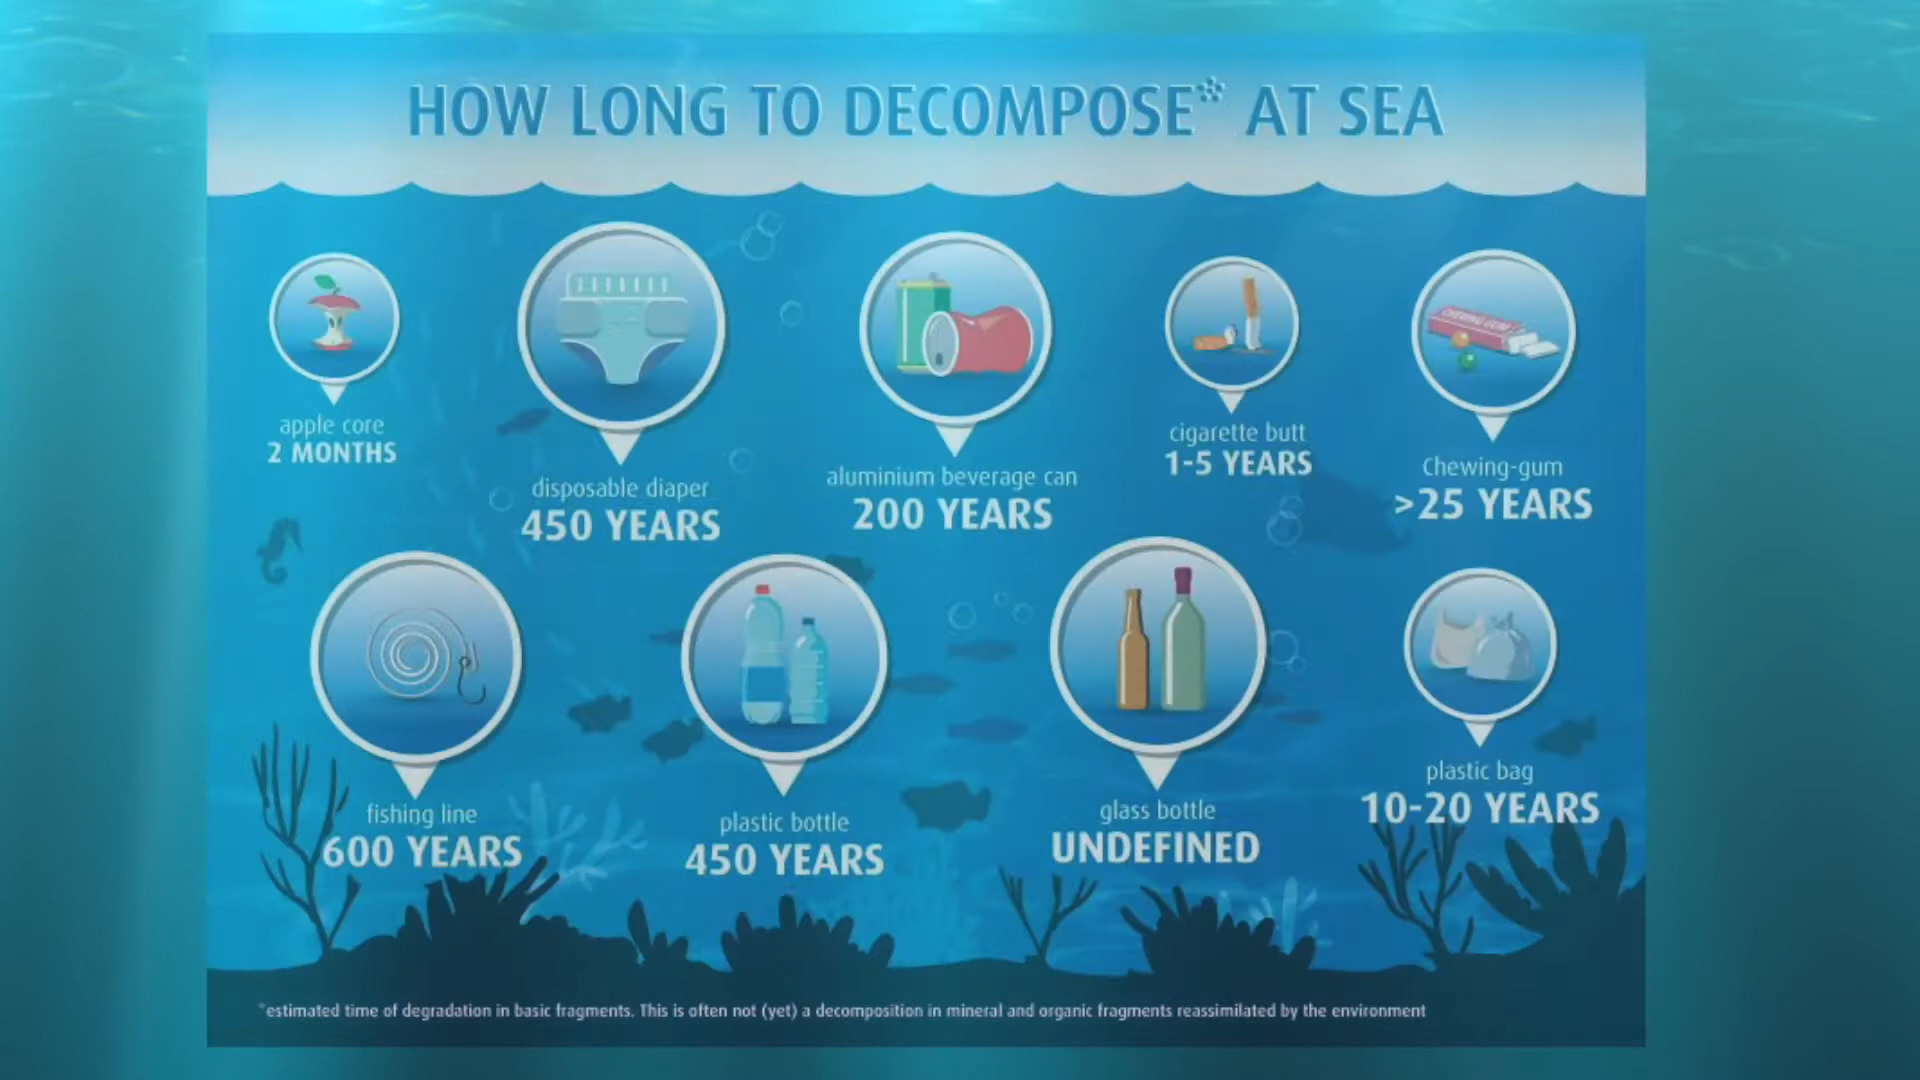 HOW LONG TO DECOMPOSE* AT SEA
apple core
2 MONTHS
disposable diaper
450 YEARS
aluminium beverage can
200 YEARS
cigarette butt
1-5 YEARS
CHEWING GUM
Chewing-gum
>25 YEARS
fishing line
600 YEARS
plastic bottle
450 YEARS
glass bottle
UNDEFINED
plastic bag
10-20 YEARS
*estimated time of degradation in basic fragments. This is often not (yet) a decomposition in mineral and organic fragments reassimilated by the environment